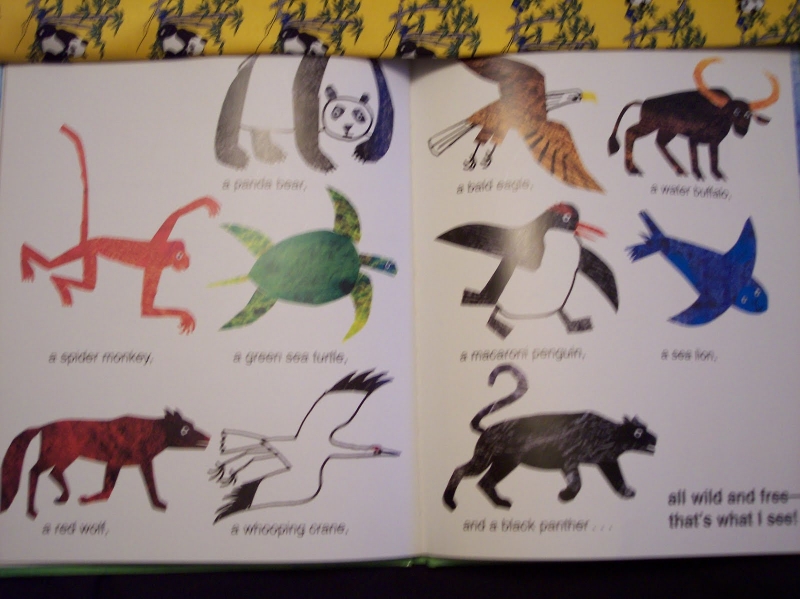 a panda bear,
a bald eagle,
a water buffalo,
a spider monkey,
a green sea turtle,
a macaroni penguin,
a sea lion,
a red wolf,
a whooping crane,
and a black panther . . .
all wild and free—
that's what I see!